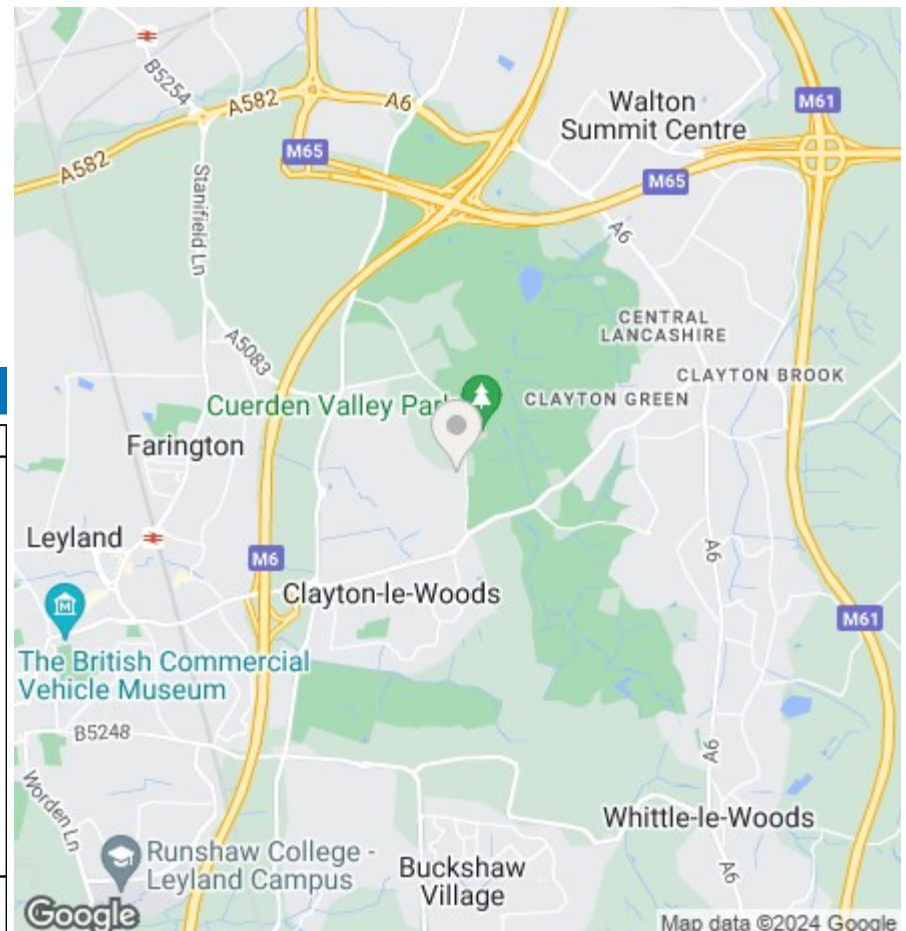 B5254
A582
A6
Walton
Summit Centre
M61
A582
M65
M65
Stanifield Ln
A6
CENTRAL
LANCASHIRE
A5083
CLAYTON BROOK
Cuerden Valley Park
CLAYTON GREEN
Farington
Leyland
M6
A6
Clayton-le-Woods
M61
The British Commercial
Vehicle Museum
B5248
A6
Worden Ln
Whittle-le-Woods
Runshaw College -
Leyland Campus
Buckshaw
Village
A6
Google
Map data ©2024 Google